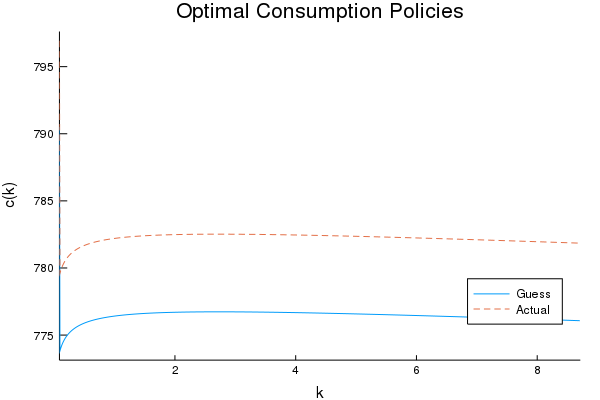 Optimal Consumption Policies
c(k)
795
790
785
780
775
2 4 6 8
k
Guess
Actual